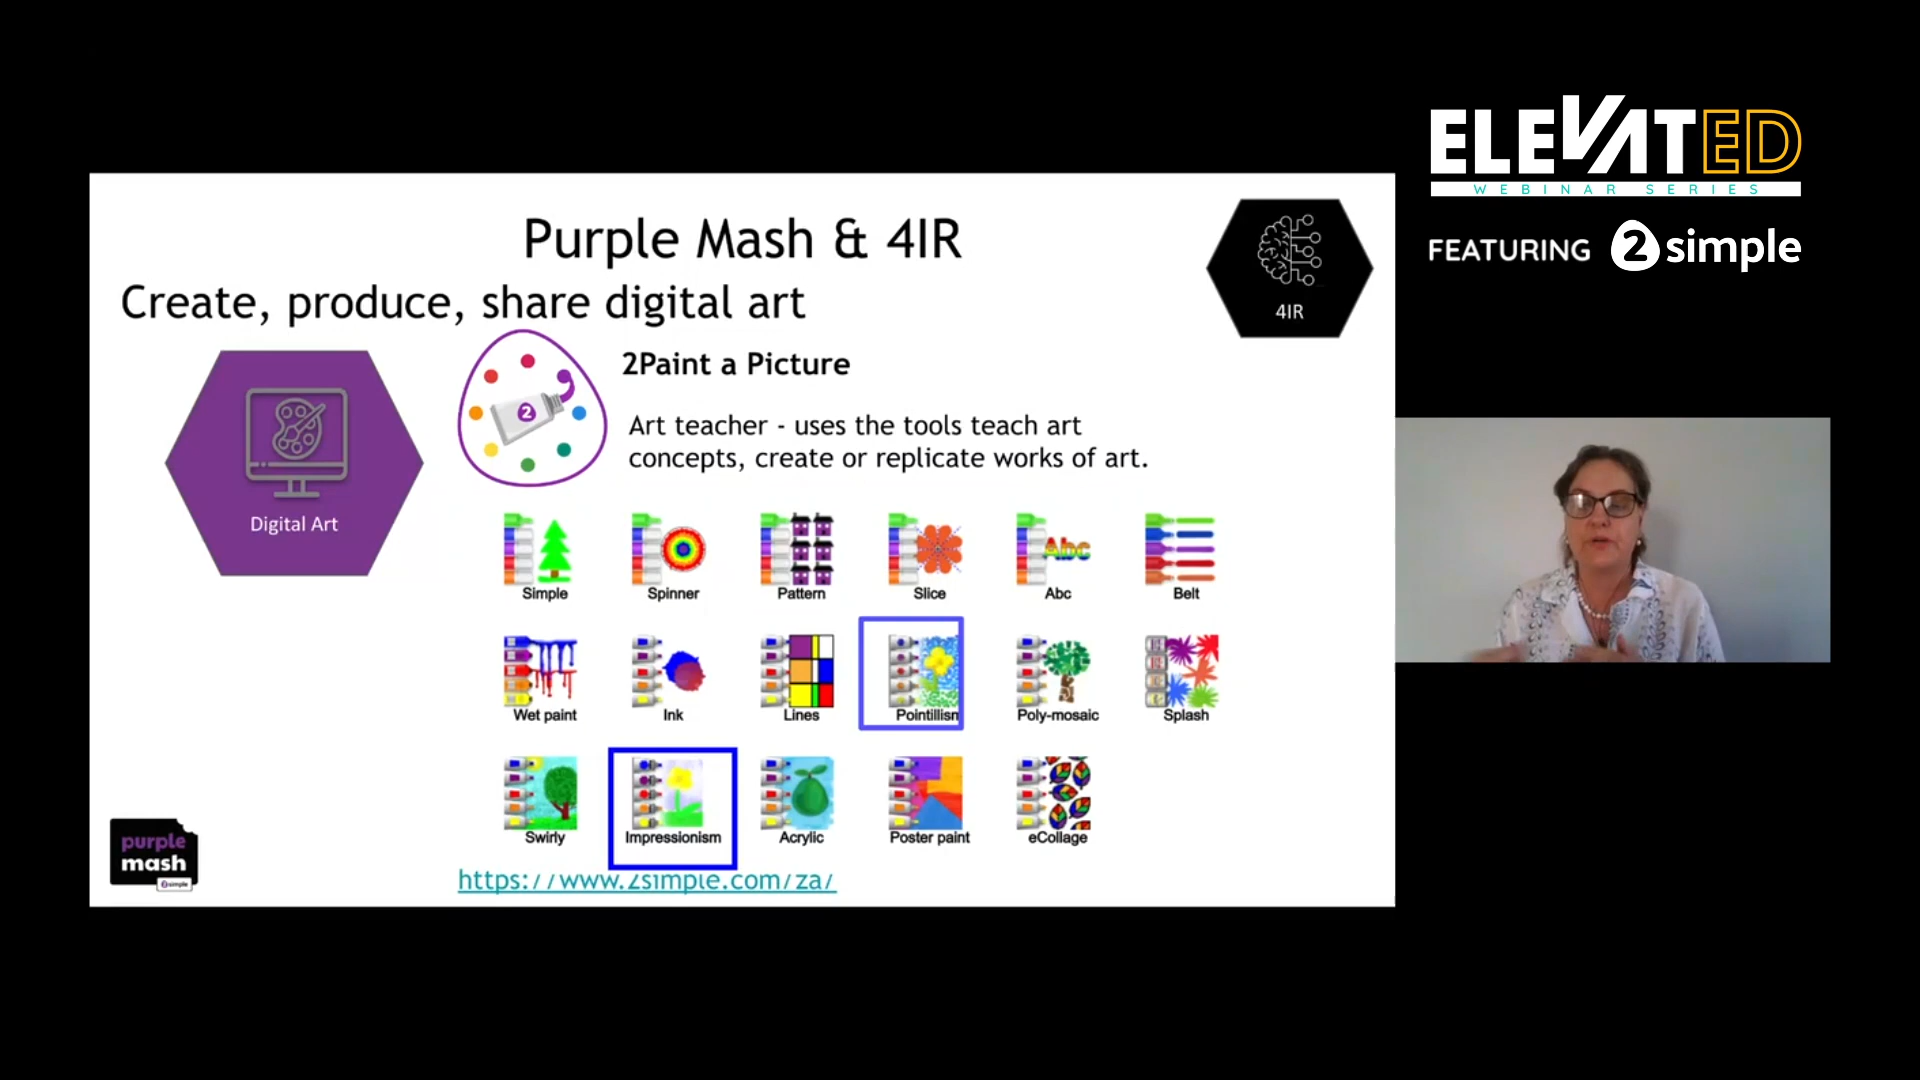 ELEVATED
WEBINAR SERIES
FEATURING 2simple
Purple Mash & 4IR
4IR
Create, produce, share digital art
Digital Art
2
2Paint a Picture
Art teacher - uses the tools teach art
concepts, create or replicate works of art.
Simple Spinner Pattern Slice Abc Abc Belt
Wet paint Ink Lines Pointillism Poly-mosaic Splash
Swirly Impressionism Acrylic Poster paint eCollage
purple
mash
2simple
https://www.2simple.com/za/